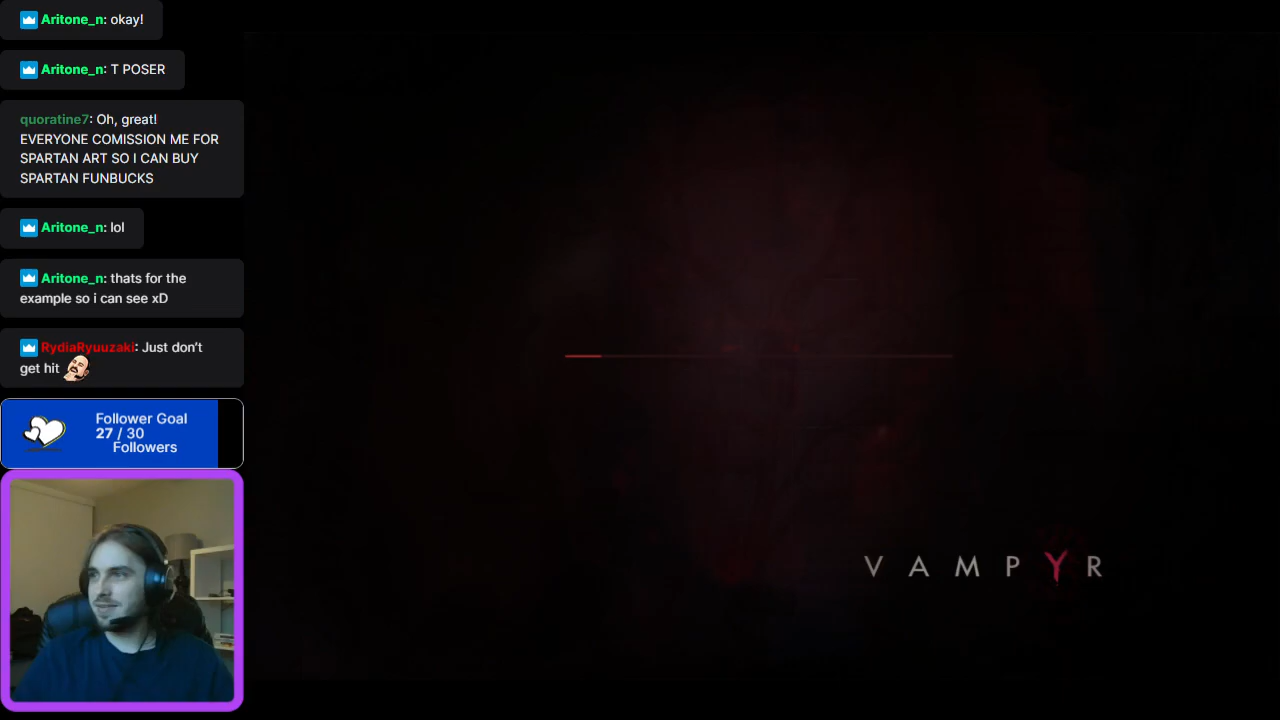 Aritone_n: okay!
Aritone_n: T POSER
quoratine7: Oh, great!
EVERYONE COMISSION ME FOR
SPARTAN ART SO I CAN BUY
SPARTAN FUNBUCKS
Aritone_n: lol
Aritone_n: thats for the
example so i can see xD
RydiaRyuuzaki: Just don't
get hit
Follower Goal
27 / 30
Followers
VAMPYR